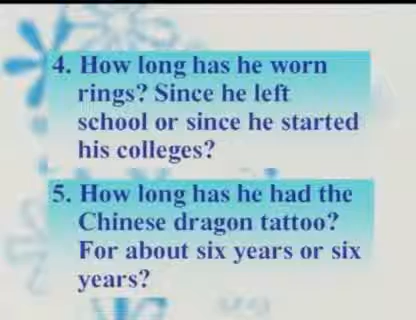 4. How long has he worn
rings? Since he left
school or since he started
his colleges?
5. How long has he had the
Chinese dragon tattoo?
For about six years or six
years?